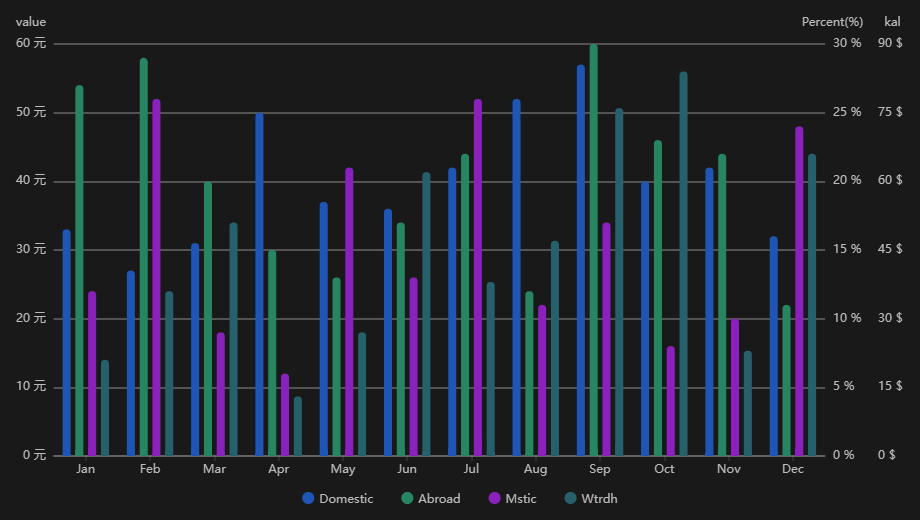 value Percent(%) kal
60 元 30 % 90 $
50 元 25 % 75 $
40 元 20 % 60 $
30 元 15 % 45 $
20 元 10 % 30 $
10 元 5 % 15 $
0 元 0 % 0 $
Jan Feb Mar Apr May Jun Jul Aug Sep Oct Nov Dec
Domestic Abroad Mstic Wtrdh